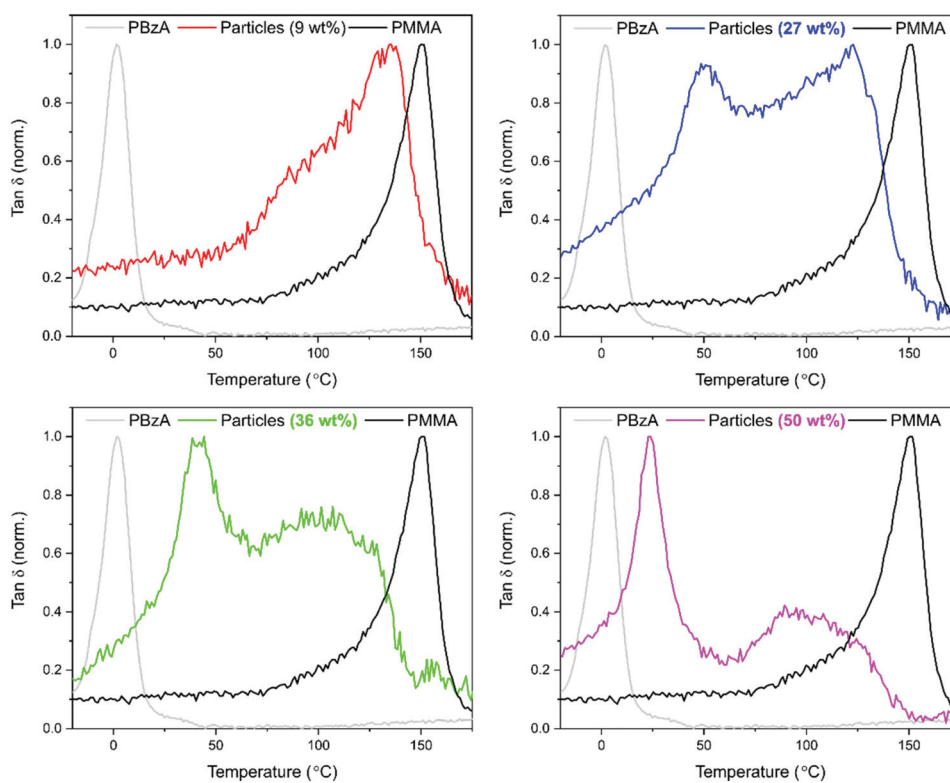 PBzA Particles (9 wt%) PMMA
1.0
0.8
0.6
0.4
0.2
0.0
Tan δ (norm.)
0 50 100 150
Temperature (°C)
PBzA Particles (27 wt%) PMMA
1.0
0.8
0.6
0.4
0.2
0.0
Tan δ (norm.)
0 50 100 150
Temperature (°C)
PBzA Particles (36 wt%) PMMA
1.0
0.8
0.6
0.4
0.2
0.0
Tan δ (norm.)
0 50 100 150
Temperature (°C)
PBzA Particles (50 wt%) PMMA
1.0
0.8
0.6
0.4
0.2
0.0
Tan δ (norm.)
0 50 100 150
Temperature (°C)